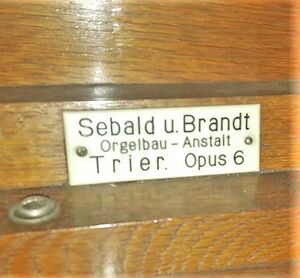 Sebald u. Brandt
Orgelbau - Anstalt
Trier. Opus 6